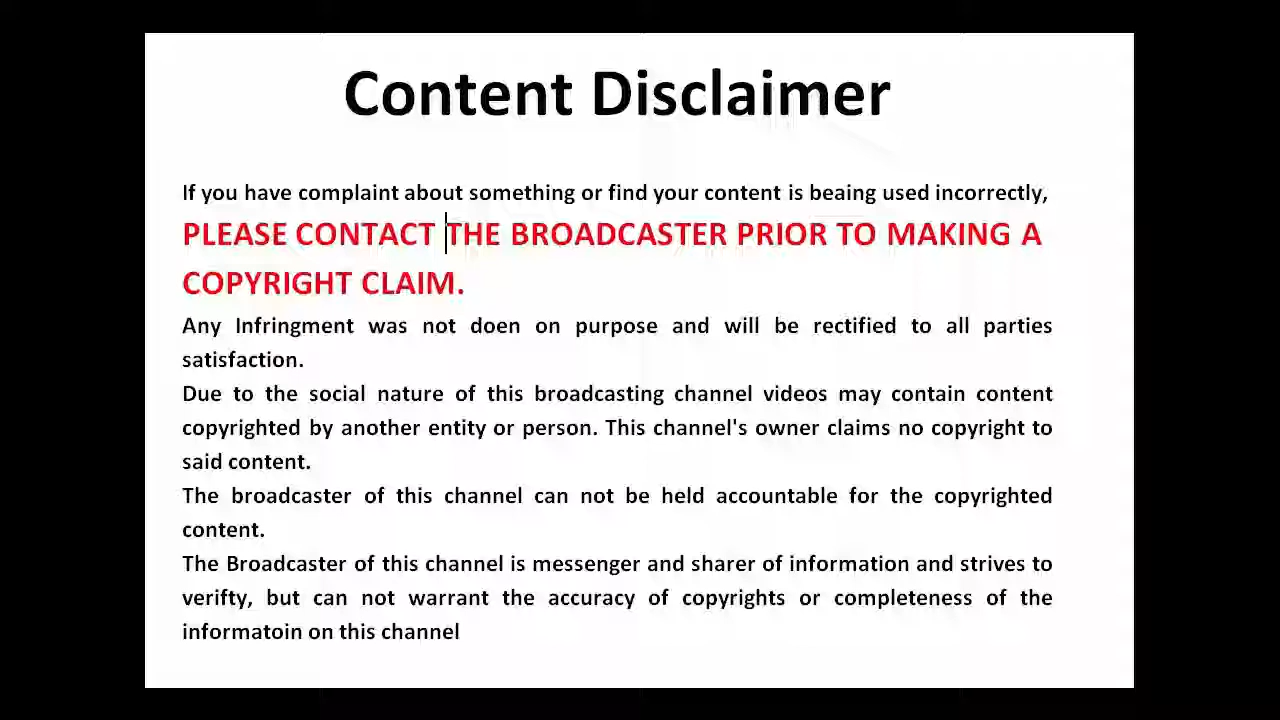 Content Disclaimer
If you have complaint about something or find your content is beaing used incorrectly,
PLEASE CONTACT THE BROADCASTER PRIOR TO MAKING A
COPYRIGHT CLAIM.
Any Infringment was not doen on purpose and will be rectified to all parties
satisfaction.
Due to the social nature of this broadcasting channel videos may contain content
copyrighted by another entity or person. This channel's owner claims no copyright to
said content.
The broadcaster of this channel can not be held accountable for the copyrighted
content.
The Broadcaster of this channel is messenger and sharer of information and strives to
verifty, but can not warrant the accuracy of copyrights or completeness of the
informatoin on this channel